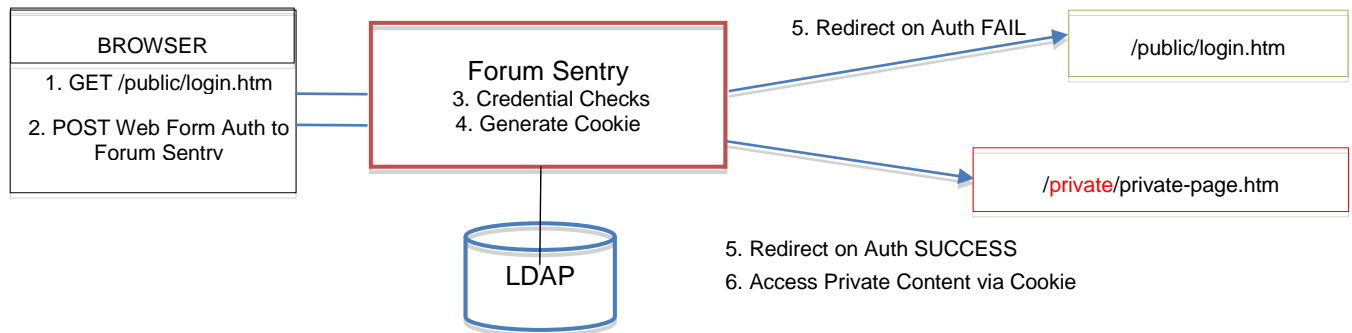 BROWSER
1. GET /public/login.htm
2. POST Web Form Auth to
Forum Sentry
Forum Sentry
3. Credential Checks
4. Generate Cookie
LDAP
5. Redirect on Auth FAIL
/public/login.htm
/private/private-page.htm
5. Redirect on Auth SUCCESS
6. Access Private Content via Cookie